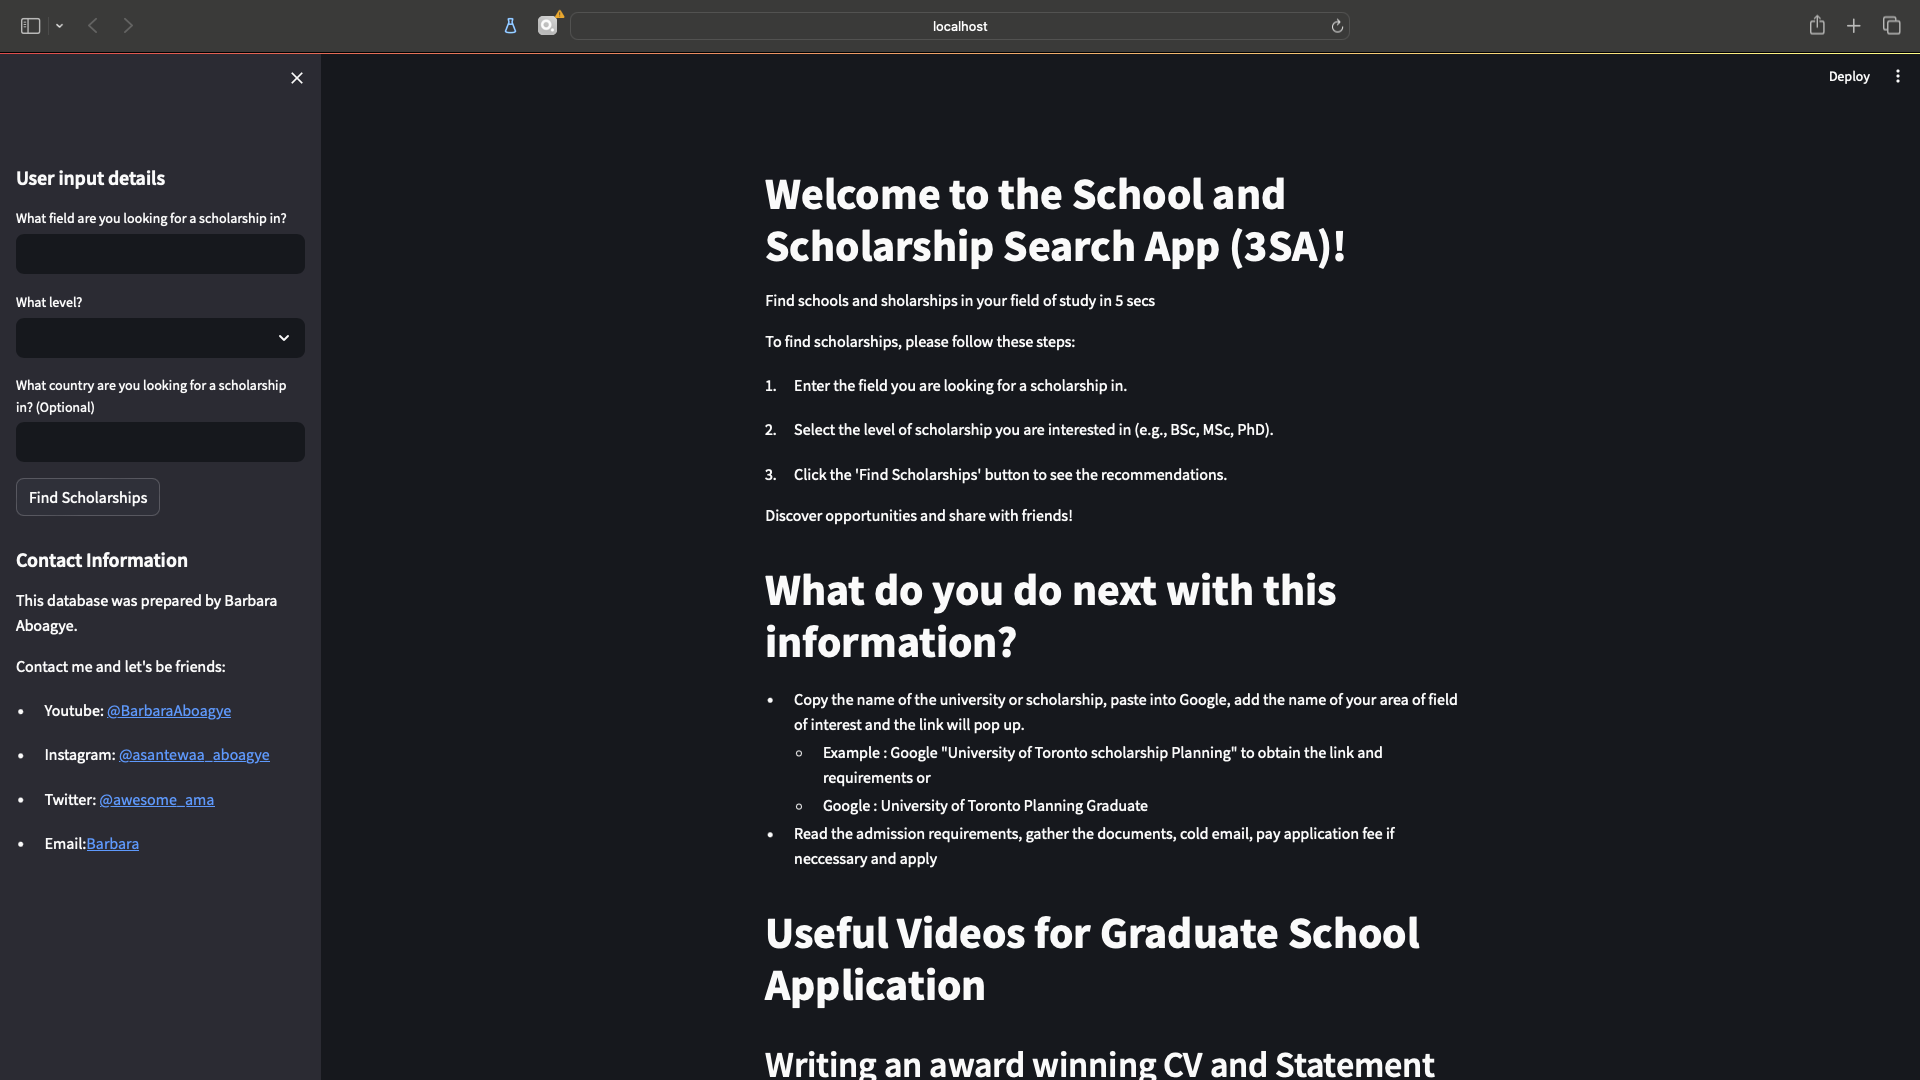 localhost
Deploy
User input details
What field are you looking for a scholarship in?
What level?
What country are you looking for a scholarship
in? (Optional)
Find Scholarships
Contact Information
This database was prepared by Barbara
Aboagye.
Contact me and let's be friends:
• Youtube: @BarbaraAboagye
• Instagram: @asantewaa_aboagye
• Twitter: @awesome_ama
• Email:Barbara
Welcome to the School and
Scholarship Search App (3SA)!
Find schools and sholarships in your field of study in 5 secs
To find scholarships, please follow these steps:
1. Enter the field you are looking for a scholarship in.
2. Select the level of scholarship you are interested in (e.g., BSc, MSc, PhD).
3. Click the 'Find Scholarships' button to see the recommendations.
Discover opportunities and share with friends!
What do you do next with this
information?
• Copy the name of the university or scholarship, paste into Google, add the name of your area of field
of interest and the link will pop up.
○ Example : Google "University of Toronto scholarship Planning" to obtain the link and
requirements or
○ Google : University of Toronto Planning Graduate
• Read the admission requirements, gather the documents, cold email, pay application fee if
neccessary and apply
Useful Videos for Graduate School
Application
Writing an award winning CV and Statement